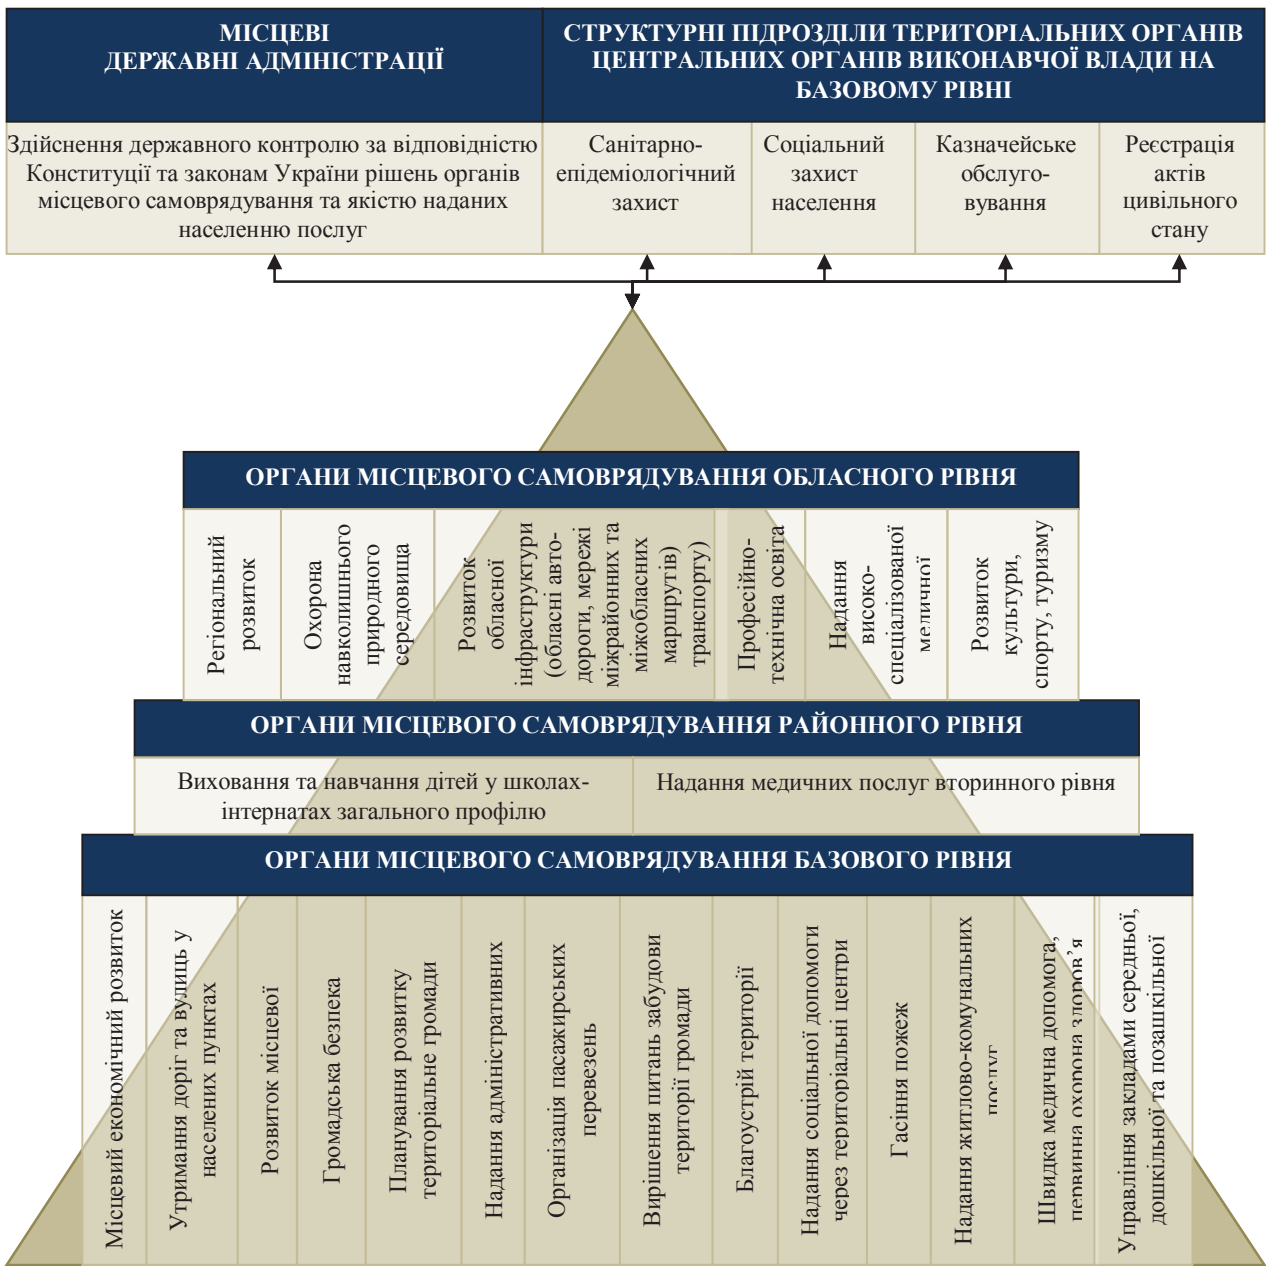 МІСЦЕВІ
ДЕРЖАВНІ АДМІНІСТРАЦІЇ
СТРУКТУРНІ ПІДРОЗДІЛИ ТЕРИТОРІАЛЬНИХ ОРГАНІВ
ЦЕНТРАЛЬНИХ ОРГАНІВ ВИКОНАВЧОЇ ВЛАДИ НА
БАЗОВОМУ РІВНІ
Здійснення державного контролю за відповідністю
Конституції та законам України рішень органів
місцевого самоврядування та якістю наданих
населенню послуг
Санітарно-
епідеміологічний
захист
Соціальний
захист
населення
Казначейське
обслуго-
вування
Реєстрація
актів
цивільного
стану
ОРГАНИ МІСЦЕВОГО САМОВРЯДУВАННЯ ОБЛАСНОГО РІВНЯ
Регіональний
розвиток
Охорона
навколишнього
природного
середовища
Розвиток
обласної
інфраструктури
(обласні авто-
дороги, мережі
міжрайонних та
міжобласних
маршрутів)
транспорту)
Професійно-
технічна освіта
Надання
високо-
спеціалізованої
медичної
Розвиток
культури,
спорту, туризму
ОРГАНИ МІСЦЕВОГО САМОВРЯДУВАННЯ РАЙОННОГО РІВНЯ
Виховання та навчання дітей у школах-
інтернатах загального профілю
Надання медичних послуг вторинного рівня
ОРГАНИ МІСЦЕВОГО САМОВРЯДУВАННЯ БАЗОВОГО РІВНЯ
Місцевий економічний розвиток
Утримання доріг та вулиць у
населених пунктах
Розвиток місцевої
Громадська безпека
Планування розвитку
територіальне громади
Надання адміністративних
Організація пасажирських
перевезень
Вирішення питань забудови
території громади
Благоустрій території
Надання соціальної допомоги
через територіальні центри
Гасіння пожеж
Надання житлово-комунальних
послуг
Швидка медична допомога,
первинна охорона здоров’я
Управління закладами середньої,
дошкільної та позашкільної